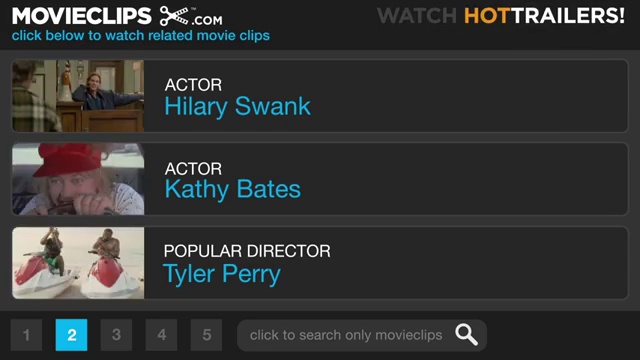 MOVIECLIPS .COM
WATCH HOTTRAILERS!
click below to watch related movie clips
ACTOR
Hilary Swank
ACTOR
Kathy Bates
POPULAR DIRECTOR
Tyler Perry
1 2 3 4 5
click to search only movieclips